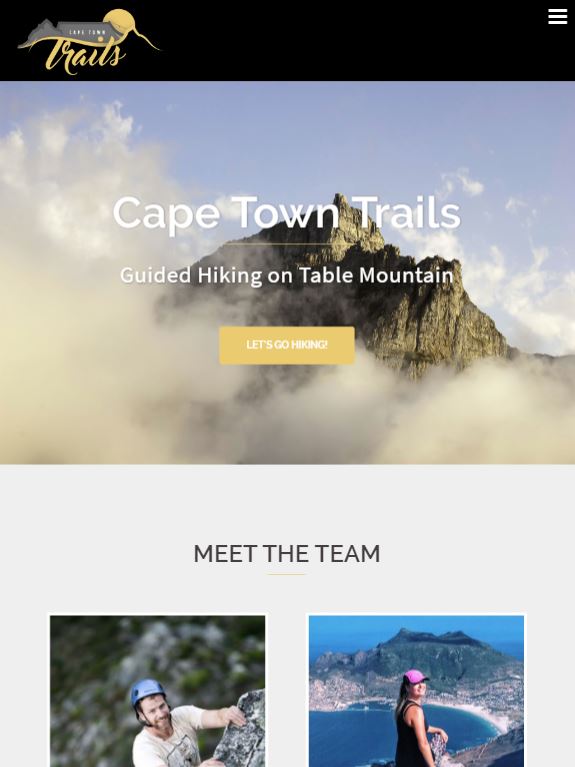 CAPE TOWN
Trails
Cape Town Trails
Guided Hiking on Table Mountain
LET'S GO HIKING!
MEET THE TEAM